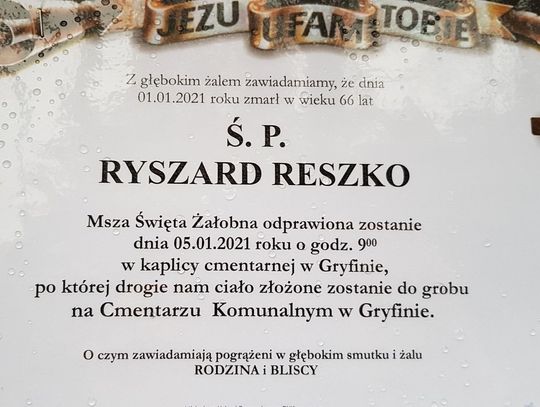 JEZU UFAM TOBIE
Z głębokim żalem zawiadamiamy, że dnia
01.01.2021 roku zmarł w wieku 66 lat
Ś. P.
RYSZARD RESZKO
Msza Święta Żałobna odprawiona zostanie
dnia 05.01.2021 roku o godz. 9⁰⁰
w kaplicy cmentarnej w Gryfinie,
po której drogie nam ciało złożone zostanie do grobu
na Cmentarzu Komunalnym w Gryfinie.
O czym zawiadamiają pogrążeni w głębokim smutku i żalu
RODZINA i BLISCY